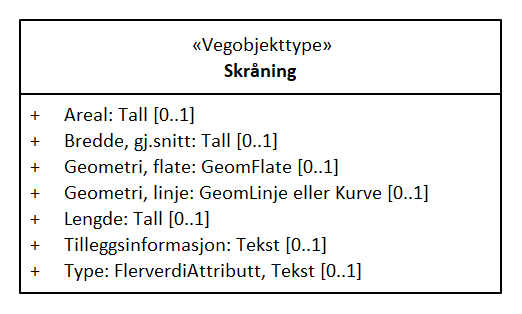 «Vegobjekttype»
Skråning
+ Areal: Tall [0..1]
+ Bredde, gj.snitt: Tall [0..1]
+ Geometri, flate: GeomFlate [0..1]
+ Geometri, linje: GeomLinje eller Kurve [0..1]
+ Lengde: Tall [0..1]
+ Tilleggsinformasjon: Tekst [0..1]
+ Type: FlerverdiAttributt, Tekst [0..1]